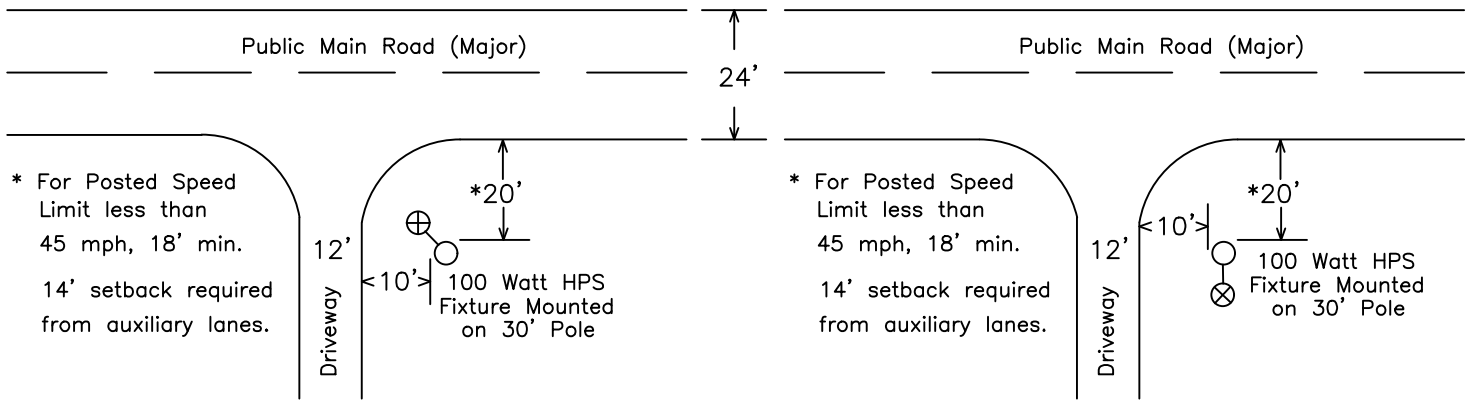 Public Main Road (Major)
* For Posted Speed
Limit less than
45 mph, 18' min.
14' setback required
from auxiliary lanes.
12'
Driveway
10'
*20'
100 Watt HPS
Fixture Mounted
on 30' Pole
24'
Public Main Road (Major)
* For Posted Speed
Limit less than
45 mph, 18' min.
14' setback required
from auxiliary lanes.
12'
Driveway
10'
*20'
100 Watt HPS
Fixture Mounted
on 30' Pole